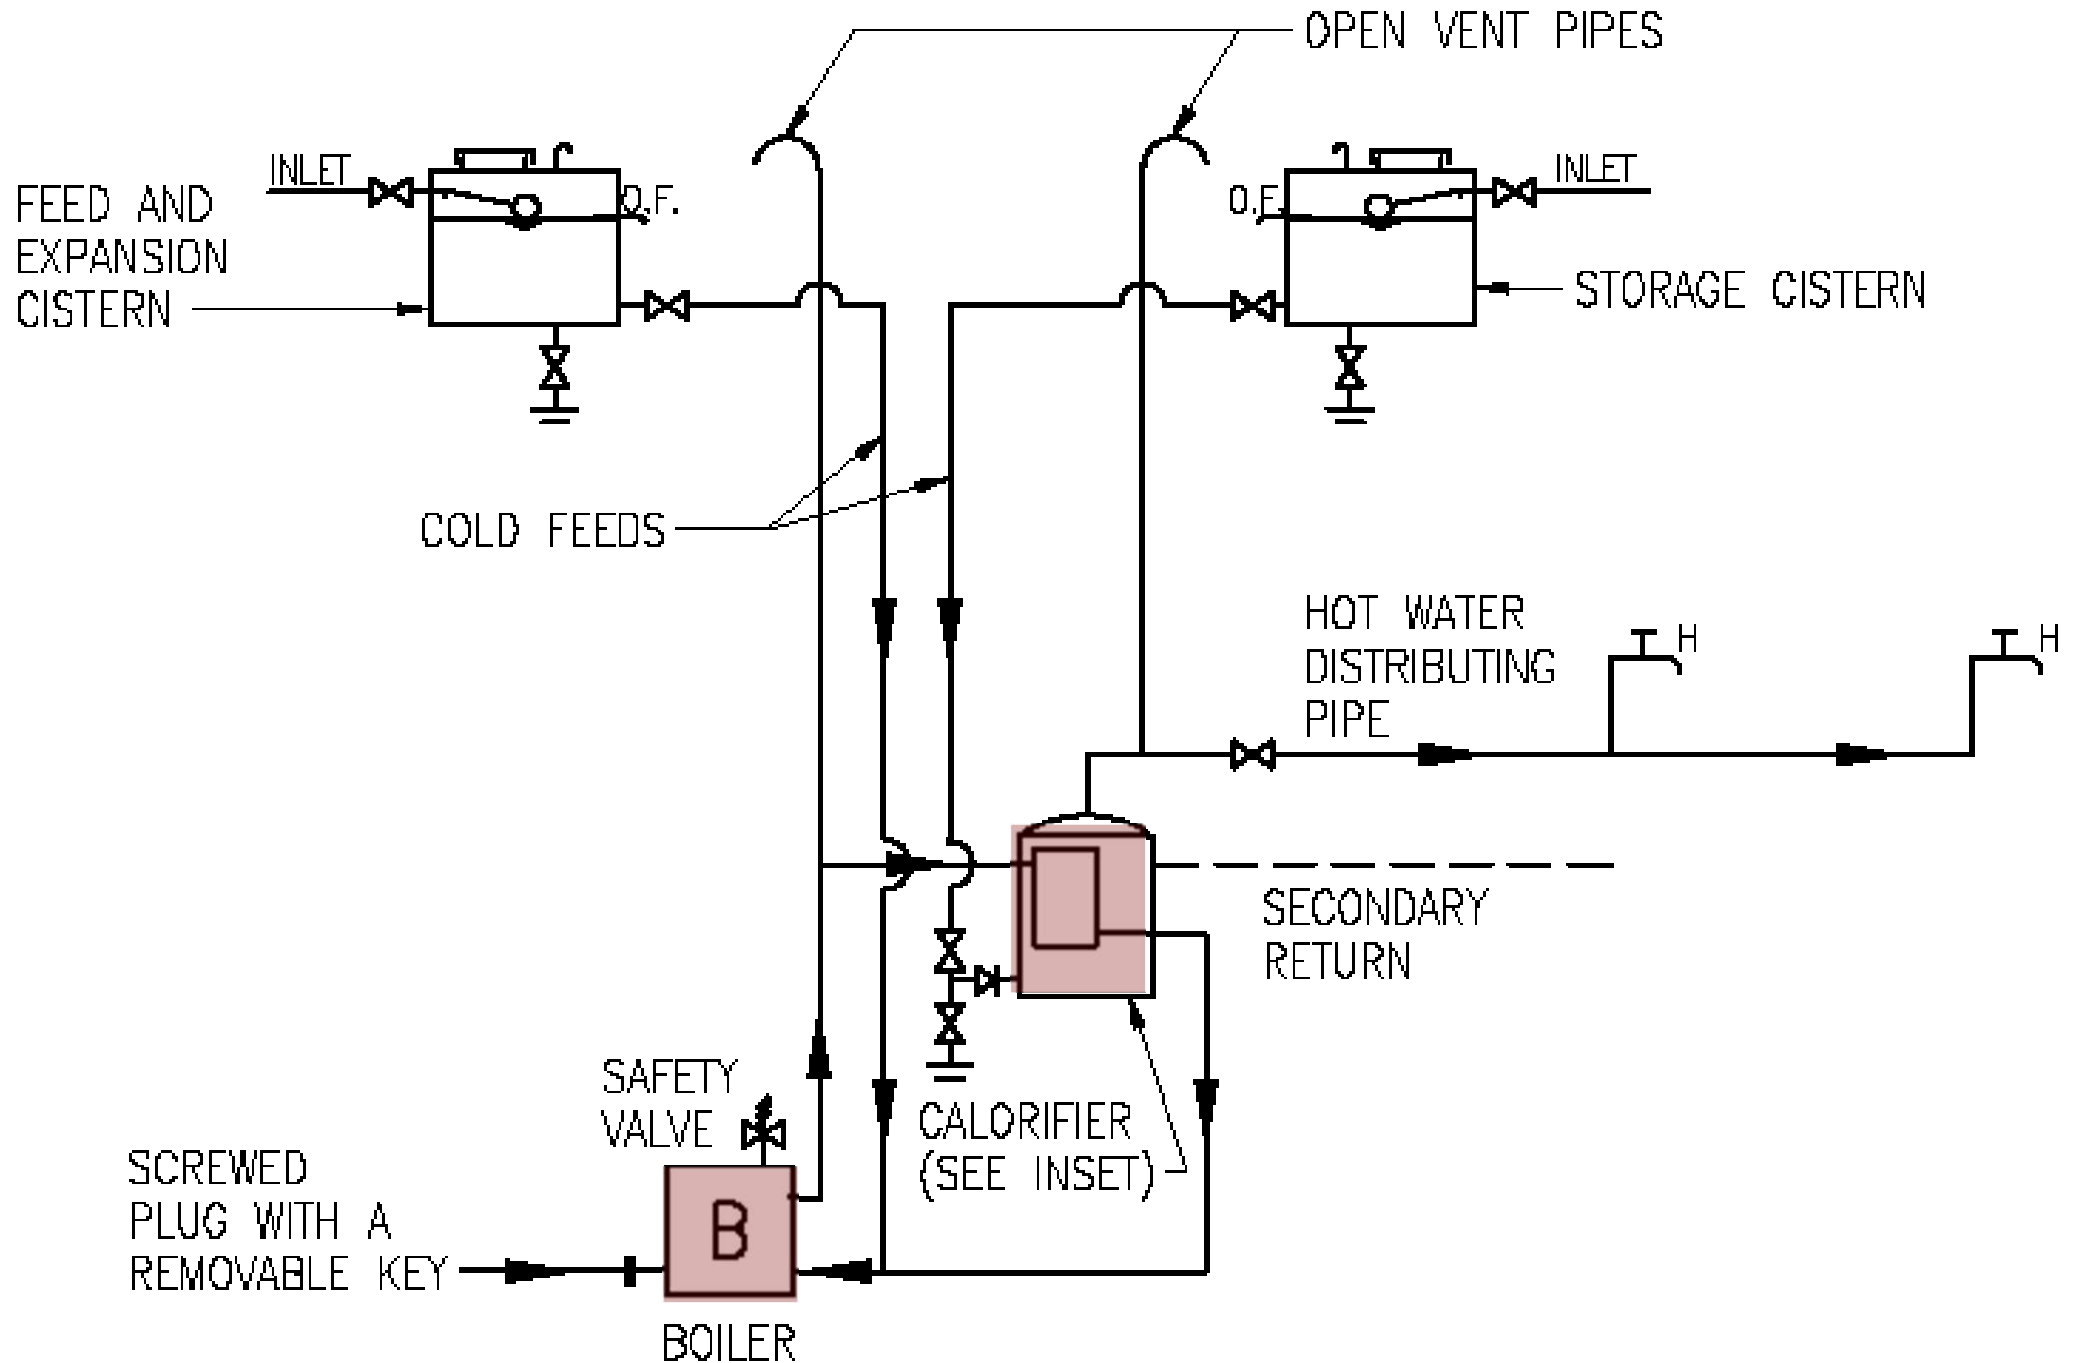 OPEN VENT PIPES
INLET
FEED AND
EXPANSION
CISTERN
O.F.
O.F.
INLET
STORAGE CISTERN
COLD FEEDS
HOT WATER
DISTRIBUTING
PIPE
H
H
SECONDARY
RETURN
SAFETY
VALVE
CALORIFIER
(SEE INSET)
SCREWED
PLUG WITH A
REMOVABLE KEY
B
BOILER